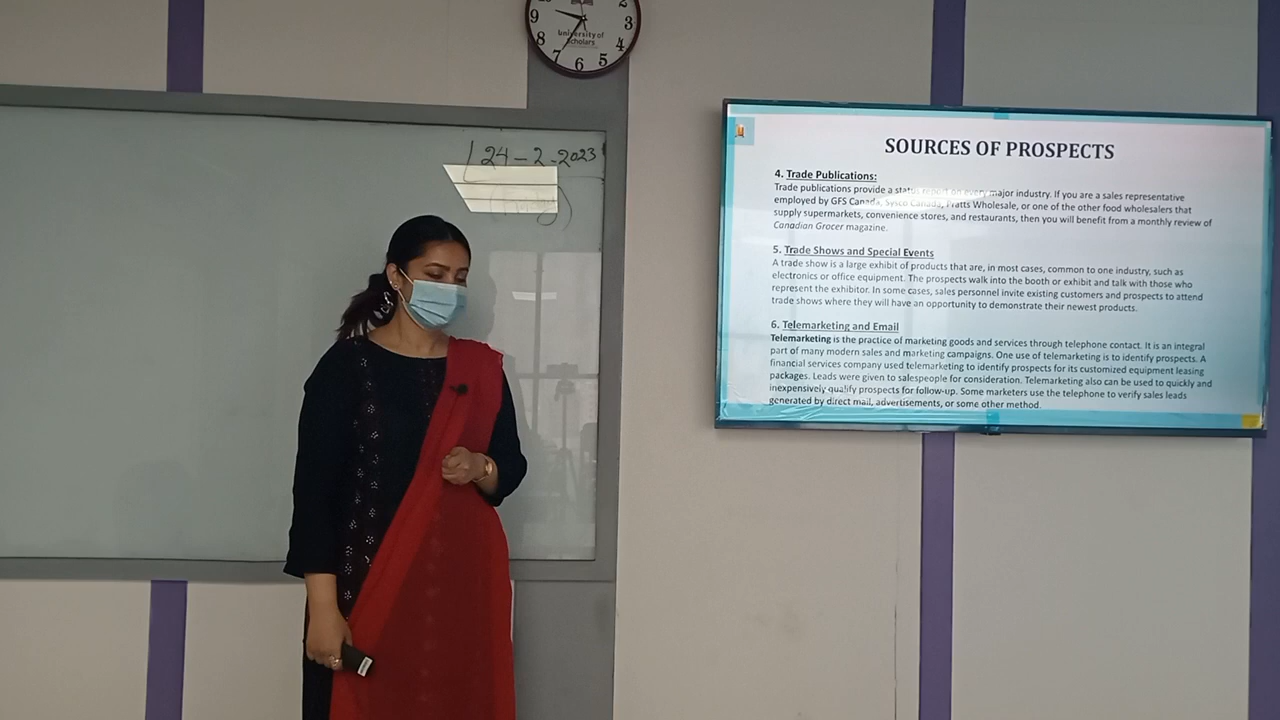 9
2
3
8
4
7
6
5
University of
Scholars
24-2-2023
SOURCES OF PROSPECTS
4. Trade Publications:
Trade publications provide a status report on every major industry. If you are a sales representative
employed by GFS Canada, Sysco Canada, Pratts Wholesale, or one of the other food wholesalers that
supply supermarkets, convenience stores, and restaurants, then you will benefit from a monthly review of
Canadian Grocer magazine.
5. Trade Shows and Special Events
A trade show is a large exhibit of products that are, in most cases, common to one industry, such as
electronics or office equipment. The prospects walk into the booth or exhibit and talk with those who
represent the exhibitor. In some cases, sales personnel invite existing customers and prospects to attend
trade shows where they will have an opportunity to demonstrate their newest products.
6. Telemarketing and Email
Telemarketing is the practice of marketing goods and services through telephone contact. It is an integral
part of many modern sales and marketing campaigns. One use of telemarketing is to identify prospects. A
financial services company used telemarketing to identify prospects for its customized equipment leasing
packages. Leads were given to salespeople for consideration. Telemarketing also can be used to quickly and
inexpensively qualify prospects for follow-up. Some marketers use the telephone to verify sales leads
generated by direct mail, advertisements, or some other method.